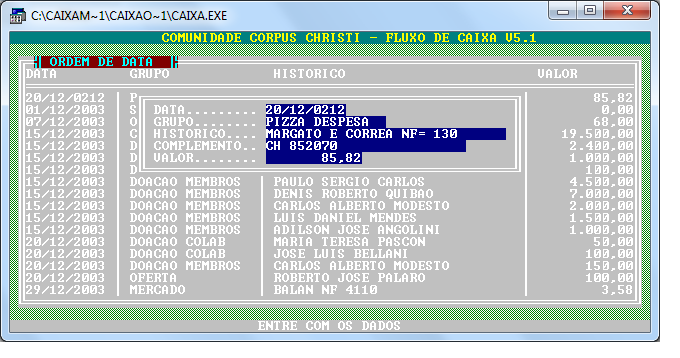 C:\CAIXAM~1\CAIXAO~1\CAIXA.EXE
COMUNIDADE CORPUS CHRISTI - FLUXO DE CAIXA V5.1
ORDEM DE DATA
DATA GRUPO HISTORICO VALOR
20/12/0212 P 85,82
01/12/2003 S DATA......... 20/12/0212 0,00
07/12/2003 O GRUPO........ PIZZA DESPESA 68,00
15/12/2003 C HISTORICO.... MARGATO E CORREA NF= 130 19.500,00
15/12/2003 D COMPLEMENTO.. CH 852070 2.400,00
15/12/2003 D VALOR........ 85,82 1.000,00
15/12/2003 D 100,00
15/12/2003 DOACAO MEMBROS PAULO SERGIO CARLOS 4.500,00
15/12/2003 DOACAO MEMBROS DENIS ROBERTO QUIBAO 7.000,00
15/12/2003 DOACAO MEMBROS CARLOS ALBERTO MODESTO 2.000,00
15/12/2003 DOACAO MEMBROS LUIS DANIEL MENDES 1.500,00
15/12/2003 DOACAO MEMBROS ADILSON JOSE ANGOLINI 1.000,00
20/12/2003 DOACAO COLAB MARIA TERESA PASCON 50,00
20/12/2003 DOACAO COLAB JOSE LUIS BELLANI 100,00
20/12/2003 DOACAO MEMBROS CARLOS ALBERTO MODESTO 150,00
20/12/2003 OFERTA ROBERTO JOSE PALARO 100,00
29/12/2003 MERCADO BALAN NF 4110 3,58
ENTRE COM OS DADOS